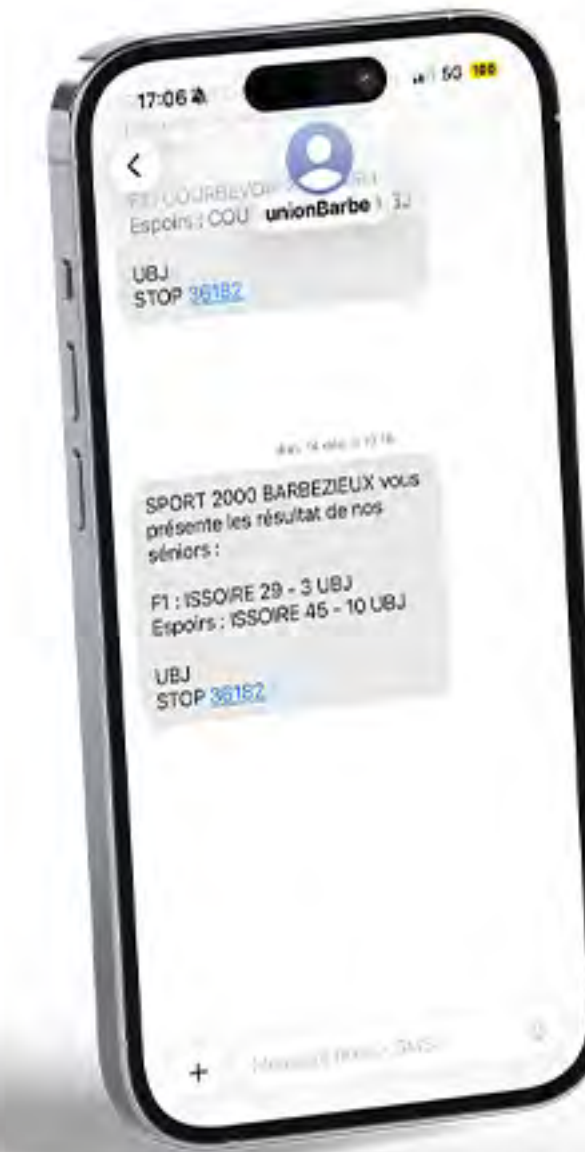 17:06
5G 100
Espoirs : COU
unionBarbe
UBJ
STOP 36182
SPORT 2000 BARBEZIEUX vous
présente les résultat de nos
séniors :
F1 : ISSOIRE 29 - 3 UBJ
Espoirs : ISSOIRE 45 - 10 UBJ
UBJ
STOP 36182